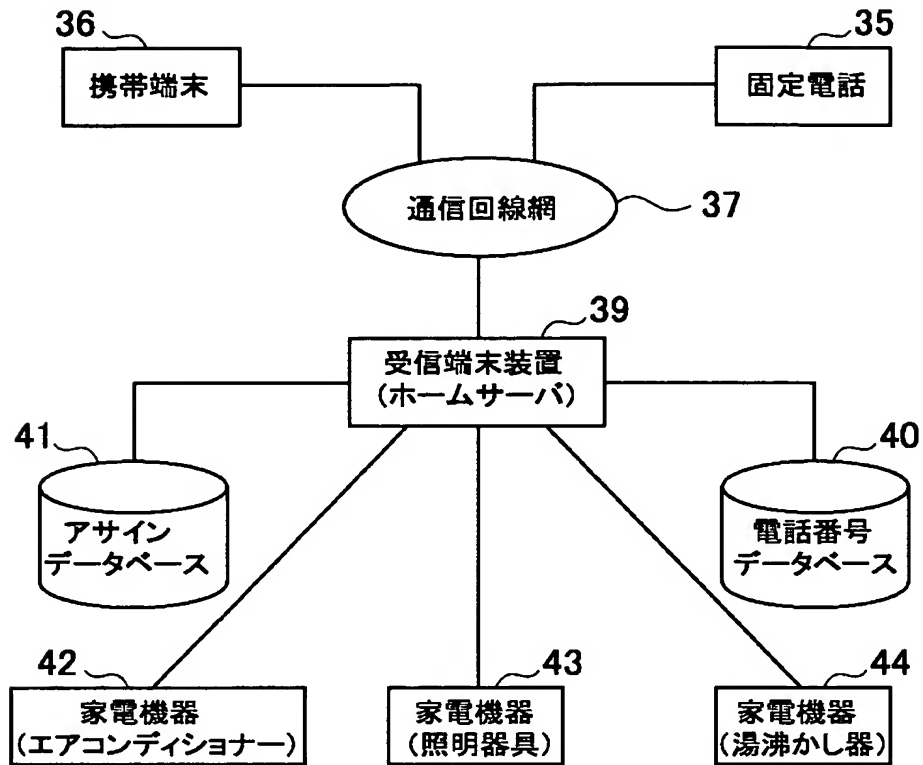 36
35
携帯端末
固定電話
通信回線網
37
39
受信端末装置
(ホームサーバ)
41
40
アサイン
データベース
電話番号
データベース
42
43
44
家電機器
(エアコンディショナー)
家電機器
(照明器具)
家電機器
(湯沸かし器)